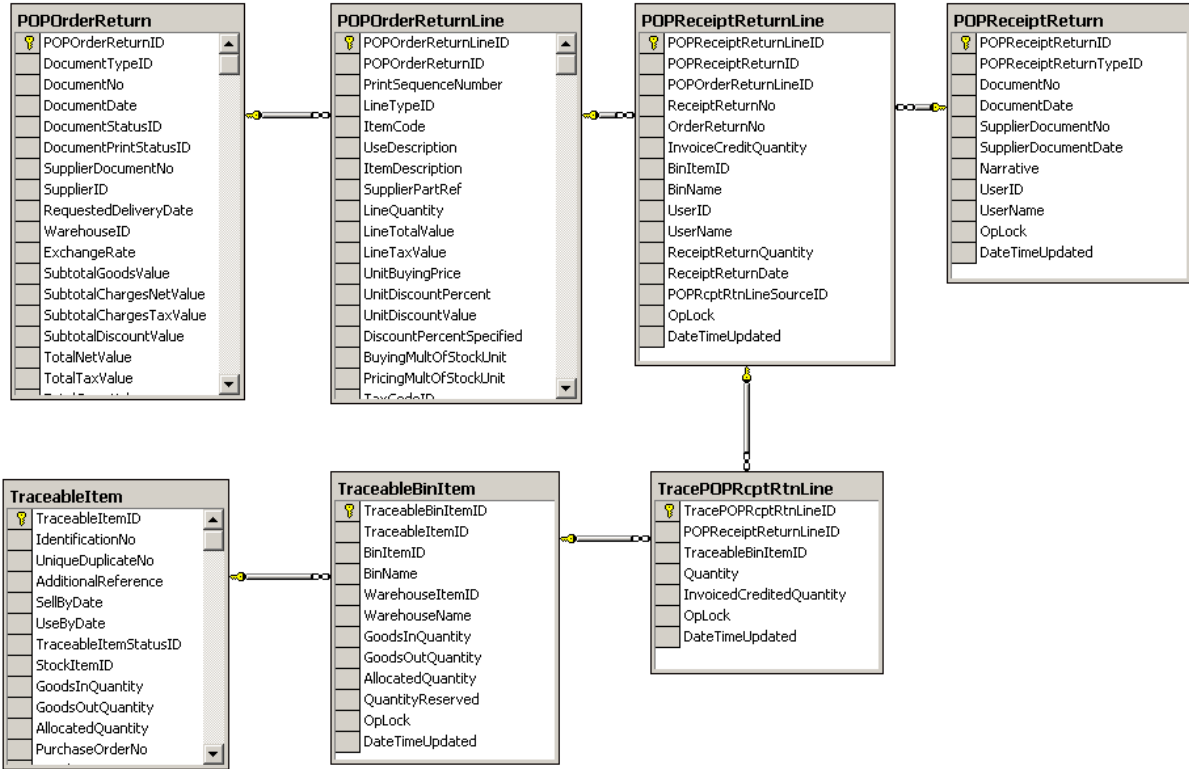 POPOrderReturn
POPOrderReturnID
DocumentTypeID
DocumentNo
DocumentDate
DocumentStatusID
DocumentPrintStatusID
SupplierDocumentNo
SupplierID
RequestedDeliveryDate
WarehouseID
ExchangeRate
SubtotalGoodsValue
SubtotalChargesNetValue
SubtotalChargesTaxValue
SubtotalDiscountValue
TotalNetValue
TotalTaxValue
POPOrderReturnLine
POPOrderReturnLineID
POPOrderReturnID
PrintSequenceNumber
LineTypeID
ItemCode
UseDescription
ItemDescription
SupplierPartRef
LineQuantity
LineTotalValue
LineTaxValue
UnitBuyingPrice
UnitDiscountPercent
UnitDiscountValue
DiscountPercentSpecified
BuyingMultOfStockUnit
PricingMultOfStockUnit
TaxCodeID
POPReceiptReturnLine
POPReceiptReturnLineID
POPReceiptReturnID
POPOrderReturnLineID
ReceiptReturnNo
OrderReturnNo
InvoiceCreditQuantity
BinItemID
BinName
UserID
UserName
ReceiptReturnQuantity
ReceiptReturnDate
POPRcptRtnLineSourceID
OpLock
DateTimeUpdated
POPReceiptReturn
POPReceiptReturnID
POPReceiptReturnTypeID
DocumentNo
DocumentDate
SupplierDocumentNo
SupplierDocumentDate
Narrative
UserID
UserName
OpLock
DateTimeUpdated
TraceableItem
TraceableItemID
IdentificationNo
UniqueDuplicateNo
AdditionalReference
SellByDate
UseByDate
TraceableItemStatusID
StockItemID
GoodsInQuantity
GoodsOutQuantity
AllocatedQuantity
PurchaseOrderNo
TraceableBinItem
TraceableBinItemID
TraceableItemID
BinItemID
BinName
WarehouseItemID
WarehouseName
GoodsInQuantity
GoodsOutQuantity
AllocatedQuantity
QuantityReserved
OpLock
DateTimeUpdated
TracePOPRcptRtnLine
TracePOPRcptRtnLineID
POPReceiptReturnLineID
TraceableBinItemID
Quantity
InvoicedCreditedQuantity
OpLock
DateTimeUpdated